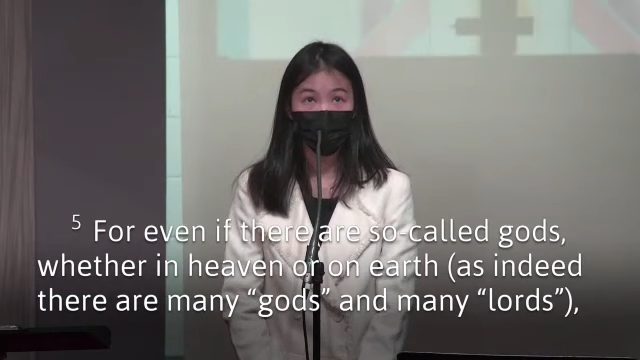 ⁵ For even if there are so-called gods,
whether in heaven or on earth (as indeed
there are many “gods” and many “lords”),